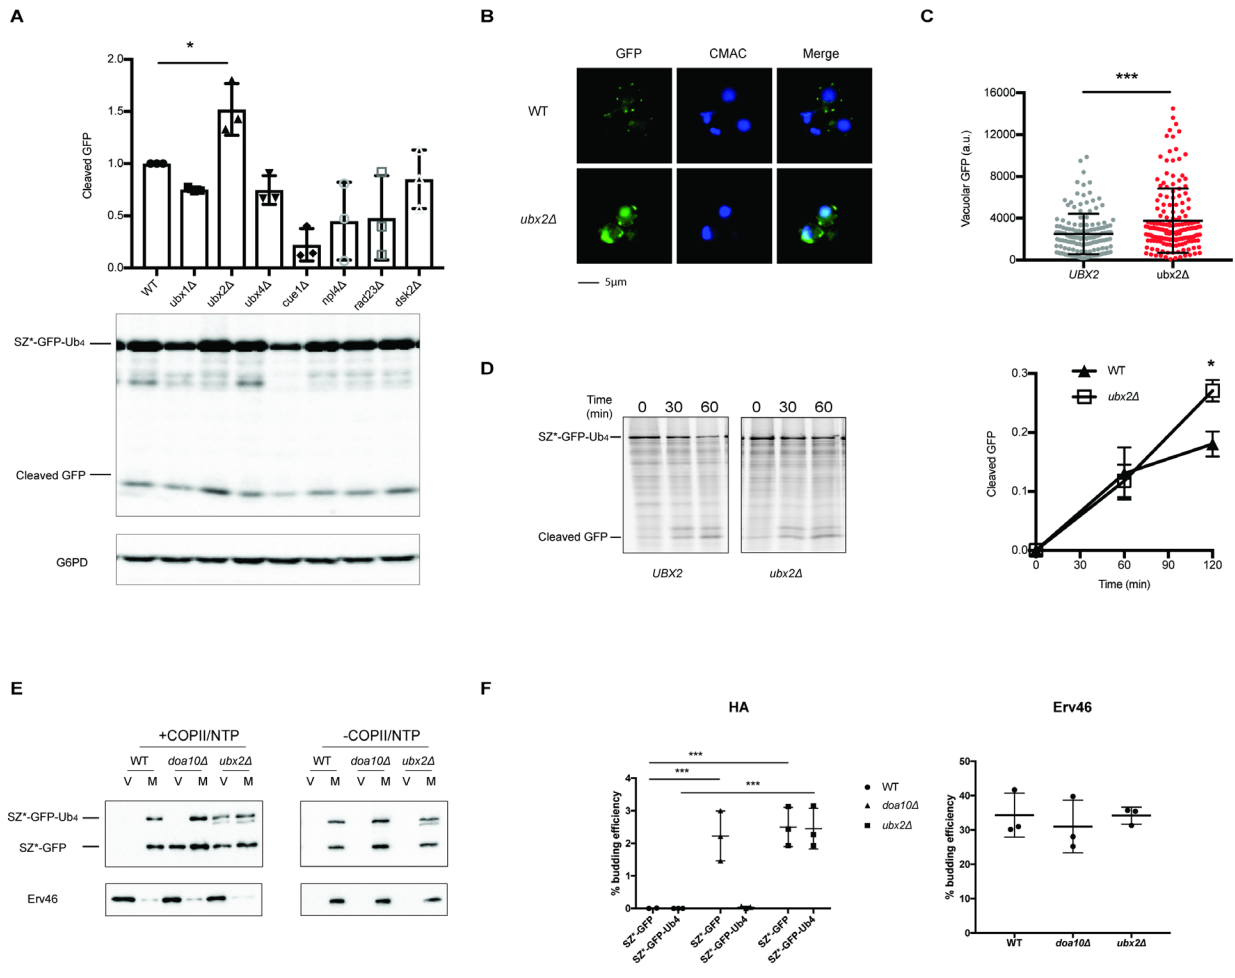 A
*
2.0
1.5
1.0
0.5
0.0
Cleaved GFP
WT
ubx1Δ
ubx2Δ
ubx4Δ
cue1Δ
npl4Δ
rad23Δ
dsk2Δ
SZ*-GFP-Ub4
Cleaved GFP
G6PD
B
GFP CMAC Merge
WT
ubx2Δ
5μm
C
***
16000
12000
8000
4000
0
Vacuolar GFP (a.u.)
UBX2 ubx2Δ
D
Time (min) 0 30 60 0 30 60
SZ*-GFP-Ub4
Cleaved GFP
UBX2 ubx2Δ
WT
ubx2Δ
*
0.3
0.2
0.1
0.0
Cleaved GFP
0 30 60 90 120
Time (min)
E
+COPII/NTP -COPII/NTP
WT doa10Δ ubx2Δ WT doa10Δ ubx2Δ
V M V M V M V M V M V M
SZ*-GFP-Ub4
SZ*-GFP
Erv46
F
HA
***
***
***
4
3
2
1
0
% budding efficiency
WT
doa10Δ
ubx2Δ
SZ*-GFP
SZ*-GFP-Ub4
SZ*-GFP
SZ*-GFP-Ub4
SZ*-GFP
SZ*-GFP-Ub4
Erv46
50
40
30
20
10
0
% budding efficiency
WT doa10Δ ubx2Δ